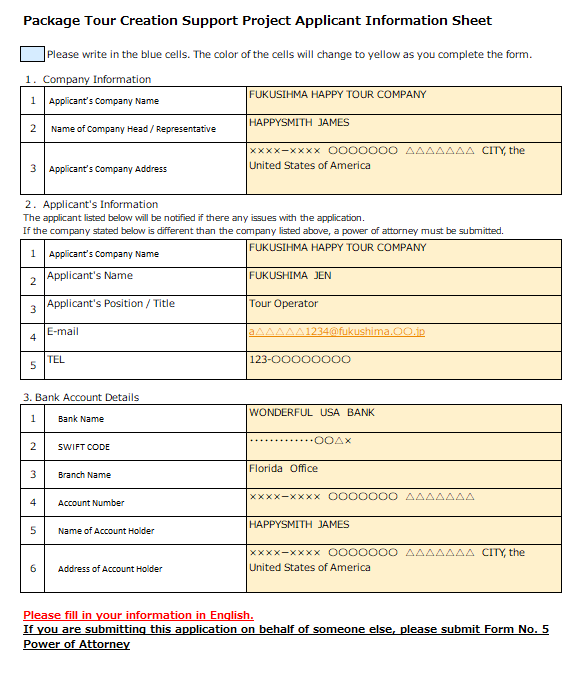 Package Tour Creation Support Project Applicant Information Sheet
Please write in the blue cells. The color of the cells will change to yellow as you complete the form.
1. Company Information
1 Applicant's Company Name FUKUSIHMA HAPPY TOUR COMPANY
2 Name of Company Head / Representative HAPPYSMITH JAMES
3 Applicant's Company Address ××××－×××× 〇〇〇〇〇〇〇 △△△△△△△ CITY, the
United States of America
2. Applicant's Information
The applicant listed below will be notified if there any issues with the application.
If the company stated below is different than the company listed above, a power of attorney must be submitted.
1 Applicant's Company Name FUKUSIHMA HAPPY TOUR COMPANY
2 Applicant's Name FUKUSHIMA JEN
3 Applicant's Position / Title Tour Operator
4 E-mail a△△△△△1234@fukushima.〇〇.jp
5 TEL 123-〇〇〇〇〇〇〇〇
3. Bank Account Details
1 Bank Name WONDERFUL USA BANK
2 SWIFT CODE ････････････〇〇△×
3 Branch Name Florida Office
4 Account Number ××××－×××× 〇〇〇〇〇〇〇 △△△△△△△
5 Name of Account Holder HAPPYSMITH JAMES
6 Address of Account Holder ××××－×××× 〇〇〇〇〇〇〇 △△△△△△△ CITY, the
United States of America
Please fill in your information in English.
If you are submitting this application on behalf of someone else, please submit Form No. 5
Power of Attorney